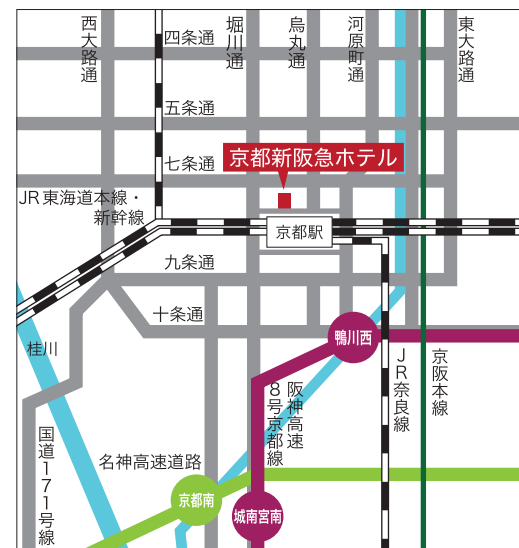 西大路通
堀川通
烏丸通
河原町通
東大路通
四条通
五条通
七条通
京都新阪急ホテル
JR東海道本線・
新幹線
京都駅
九条通
十条通
鴨川西
桂川
JR奈良線
京阪本線
阪神高速
8号京都線
国道171号線
名神高速道路
京都南
城南宮南